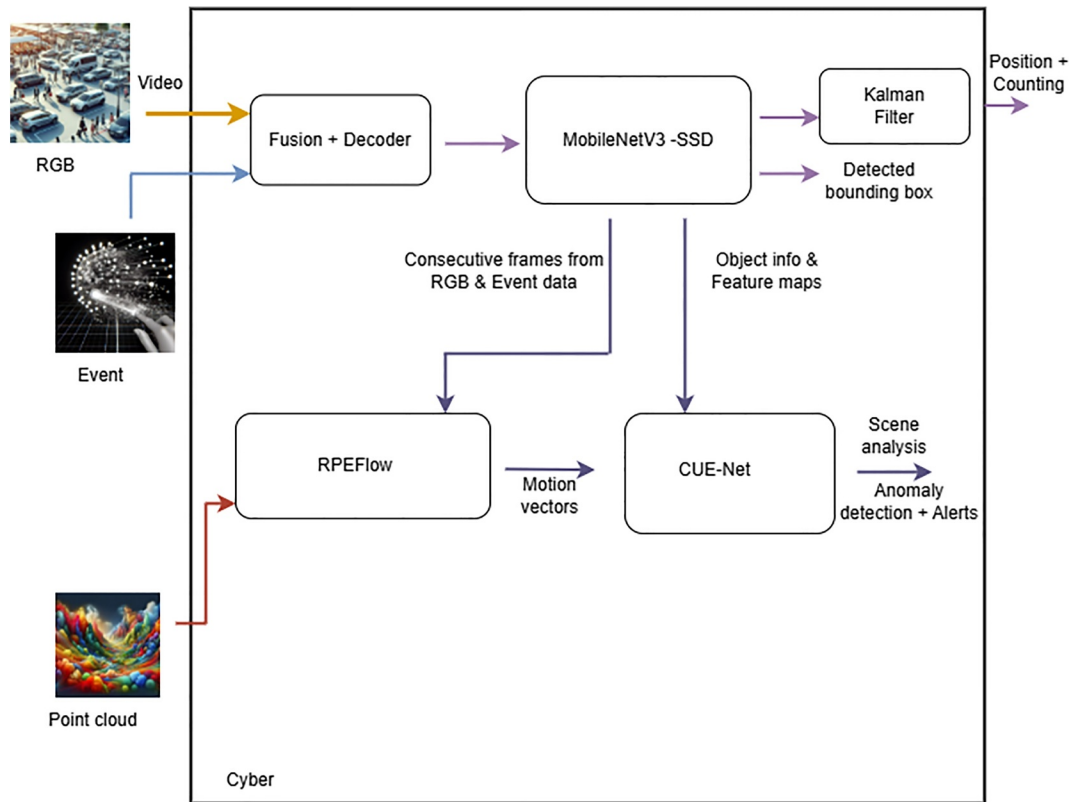 Video
RGB
Event
Point cloud
Fusion + Decoder
MobileNetV3 -SSD
Kalman
Filter
Position +
Counting
Detected
bounding box
Consecutive frames from
RGB & Event data
Object info &
Feature maps
RPEFlow
Motion
vectors
CUE-Net
Scene
analysis
Anomaly
detection + Alerts
Cyber